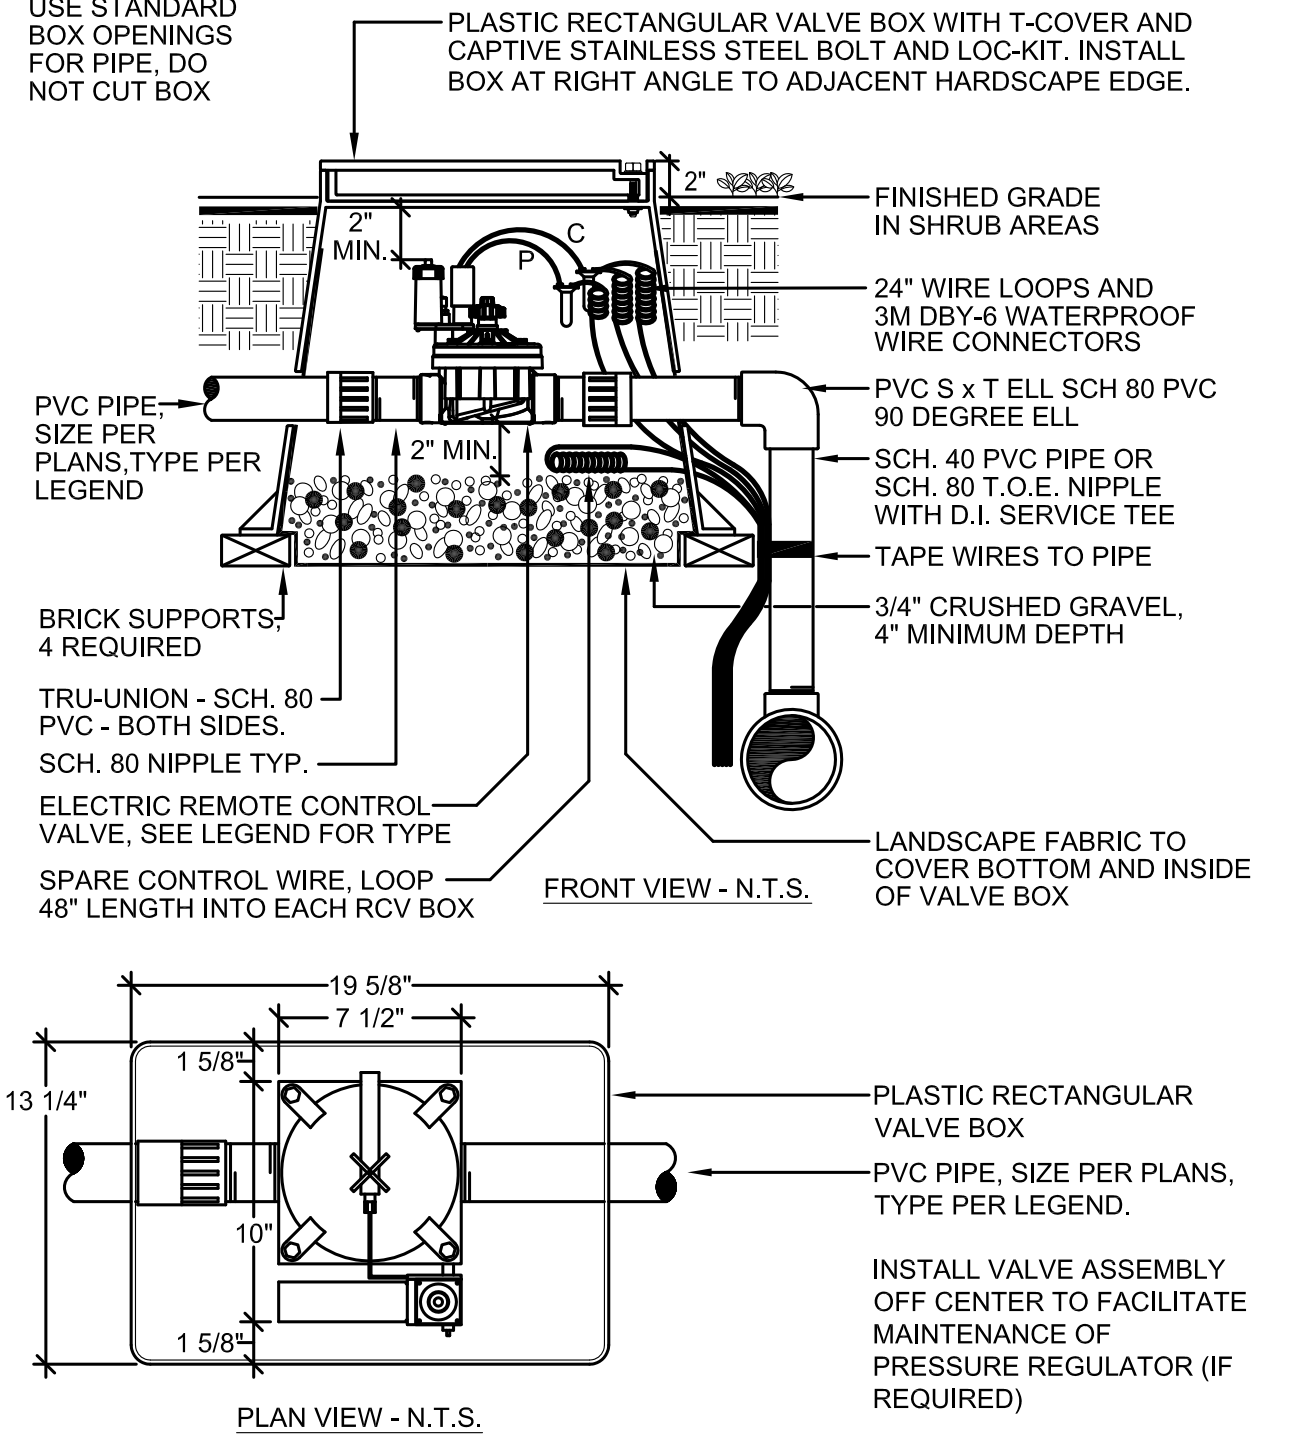 USE STANDARD
BOX OPENINGS
FOR PIPE, DO
NOT CUT BOX
PLASTIC RECTANGULAR VALVE BOX WITH T-COVER AND
CAPTIVE STAINLESS STEEL BOLT AND LOC-KIT. INSTALL
BOX AT RIGHT ANGLE TO ADJACENT HARDSCAPE EDGE.
2"
FINISHED GRADE
IN SHRUB AREAS
2"
MIN.
C
P
24" WIRE LOOPS AND
3M DBY-6 WATERPROOF
WIRE CONNECTORS
PVC S x T ELL SCH 80 PVC
90 DEGREE ELL
PVC PIPE,
SIZE PER
PLANS,TYPE PER
LEGEND
2" MIN.
SCH. 40 PVC PIPE OR
SCH. 80 T.O.E. NIPPLE
WITH D.I. SERVICE TEE
TAPE WIRES TO PIPE
3/4" CRUSHED GRAVEL,
4" MINIMUM DEPTH
BRICK SUPPORTS,
4 REQUIRED
TRU-UNION - SCH. 80
PVC - BOTH SIDES.
SCH. 80 NIPPLE TYP.
ELECTRIC REMOTE CONTROL
VALVE, SEE LEGEND FOR TYPE
SPARE CONTROL WIRE, LOOP
48" LENGTH INTO EACH RCV BOX
LANDSCAPE FABRIC TO
COVER BOTTOM AND INSIDE
OF VALVE BOX
FRONT VIEW - N.T.S.
19 5/8"
7 1/2"
1 5/8"
13 1/4"
10"
1 5/8"
PLASTIC RECTANGULAR
VALVE BOX
PVC PIPE, SIZE PER PLANS,
TYPE PER LEGEND.
INSTALL VALVE ASSEMBLY
OFF CENTER TO FACILITATE
MAINTENANCE OF
PRESSURE REGULATOR (IF
REQUIRED)
PLAN VIEW - N.T.S.